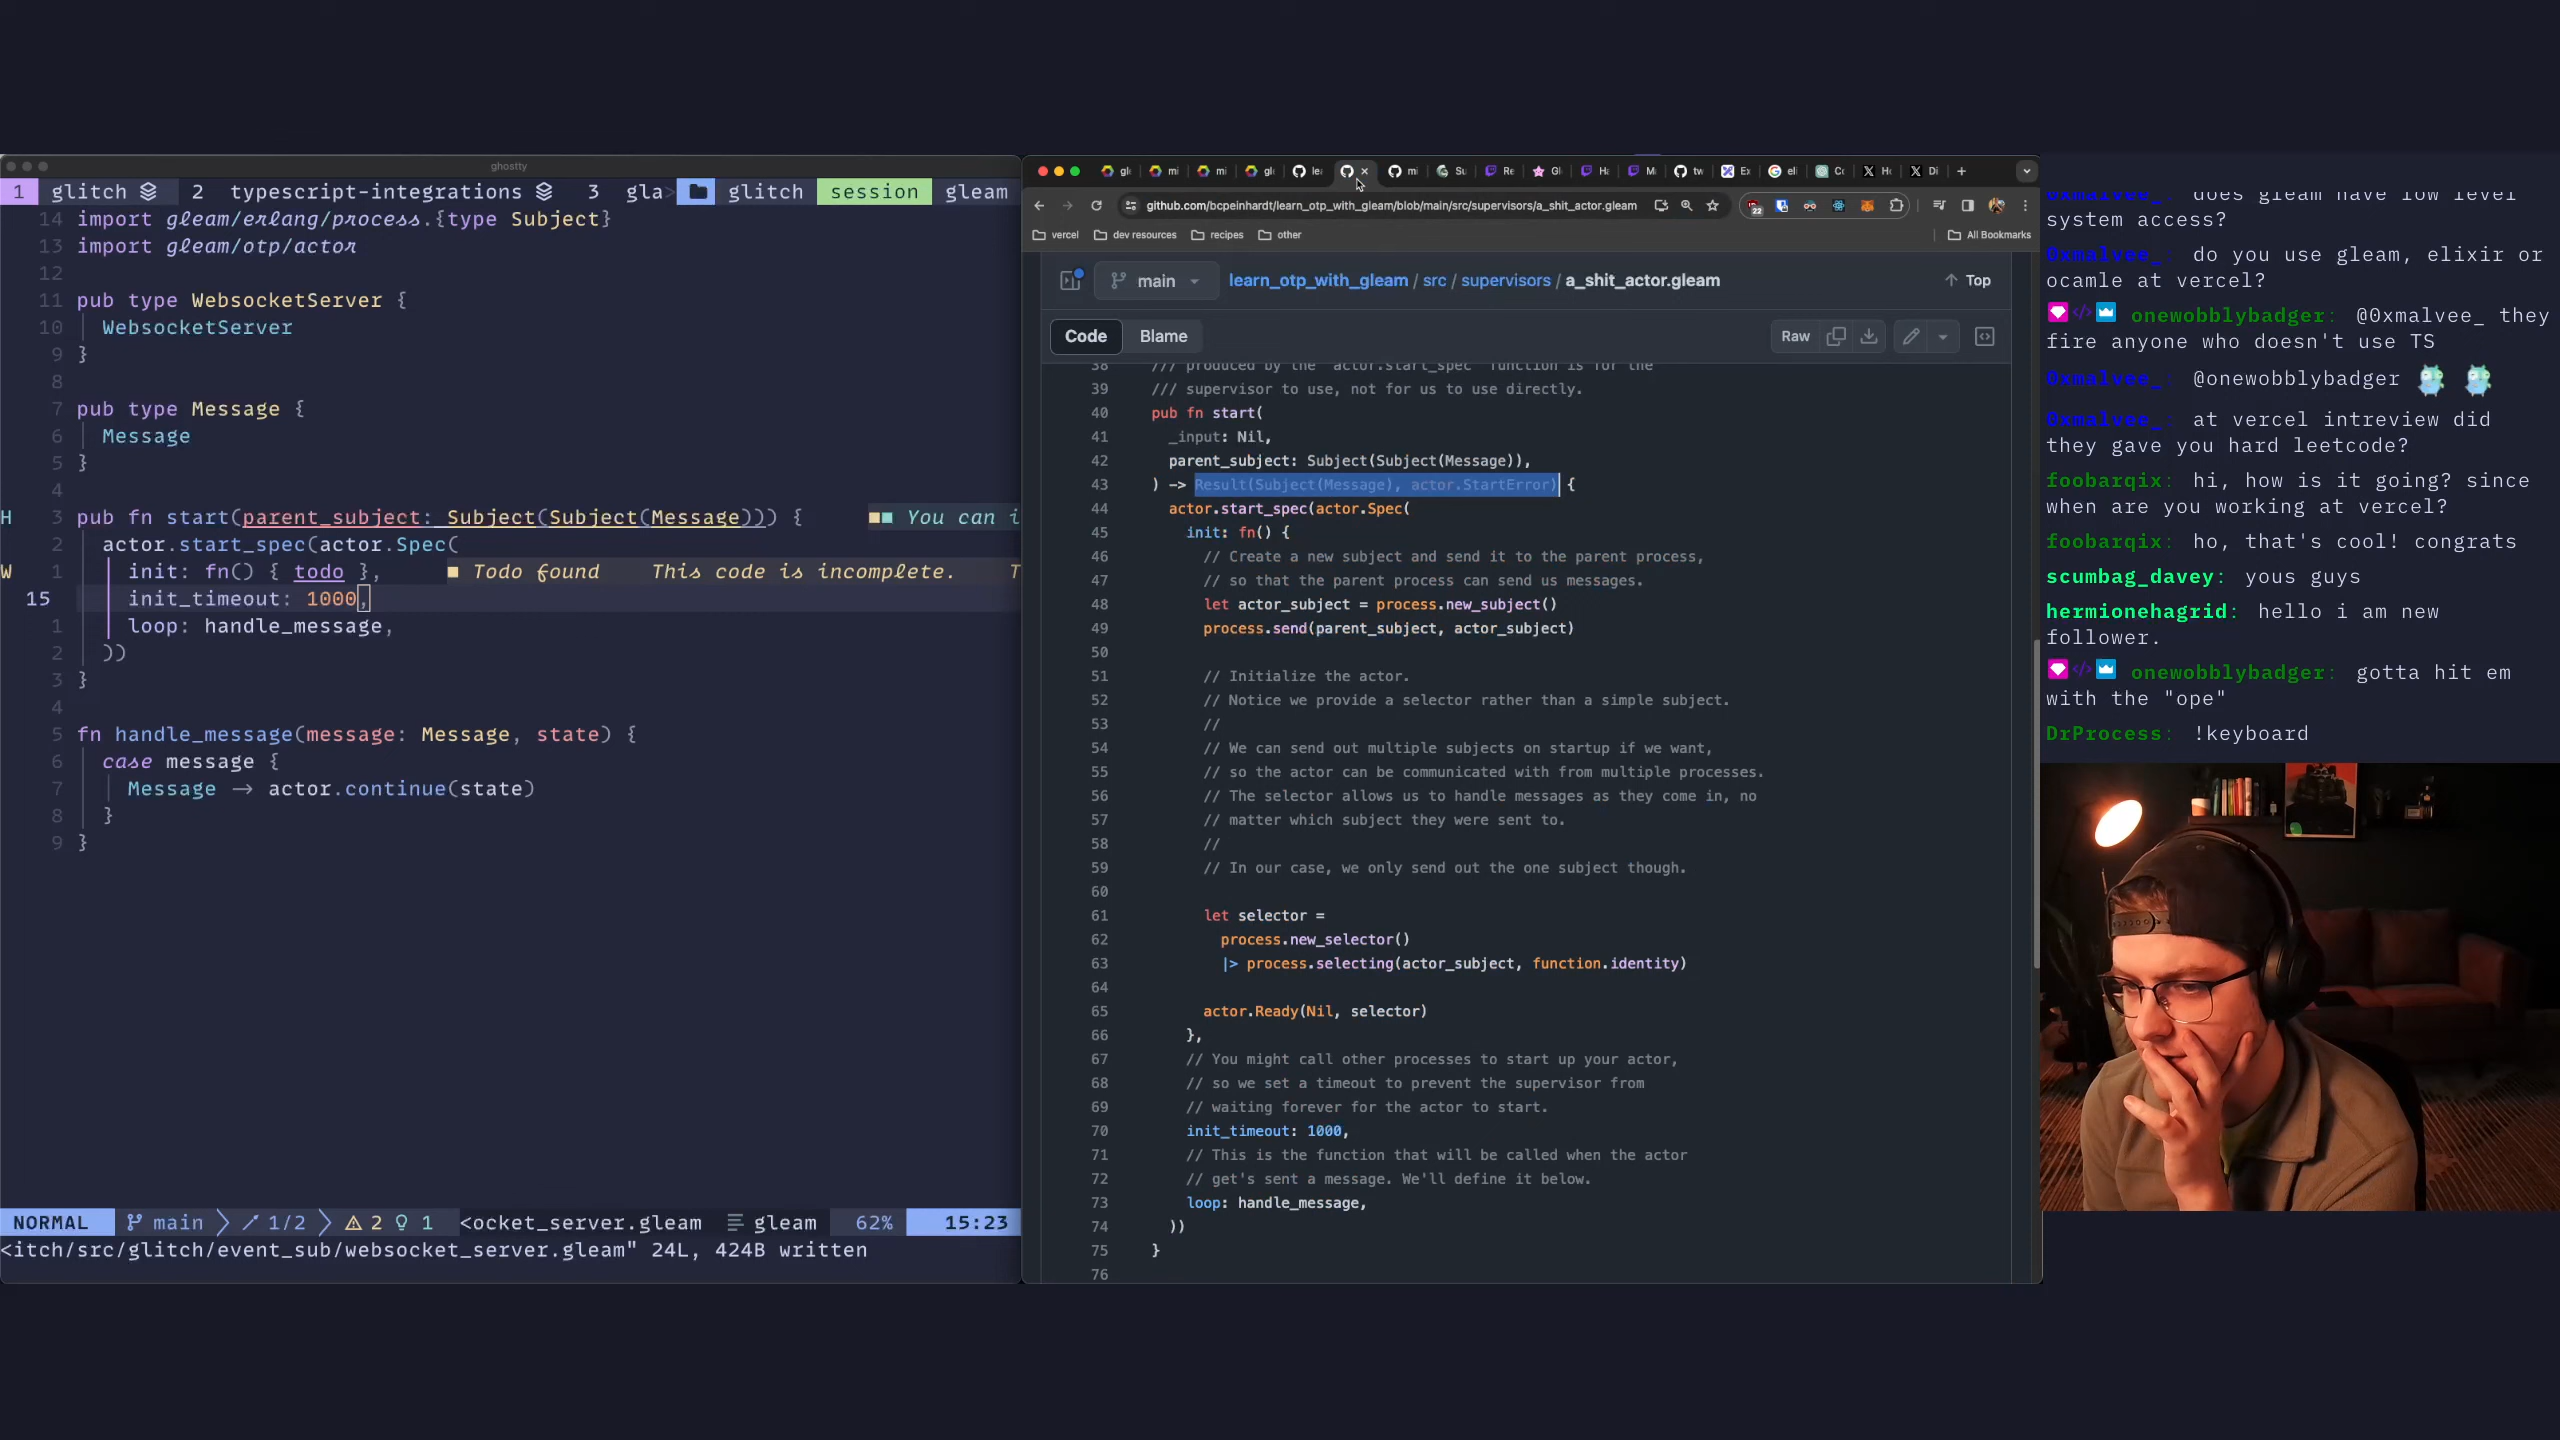 ghostty
1 glitch 2 typescript-integrations 3 gla> glitch session gleam
14 import gleam/erlang/process.{type Subject}
13 import gleam/otp/actor
12
11 pub type WebsocketServer {
10 WebsocketServer
9 }
8
7 pub type Message {
6 Message
5 }
4
H 3 pub fn start(parent_subject: Subject(Subject(Message))) { ■■ You can i
2 actor.start_spec(actor.Spec(
W 1 init: fn() { todo }, ■ Todo found This code is incomplete. T
15 init_timeout: 1000,
1 loop: handle_message,
2 ))
3 }
4
5 fn handle_message(message: Message, state) {
6 case message {
7 Message -> actor.continue(state)
8 }
9 }
NORMAL main 1/2 2 1 <ocket_server.gleam gleam 62% 15:23
<itch/src/glitch/event_sub/websocket_server.gleam" 24L, 424B written
gl mi mi gl le mi Su Re Gl Ha M tw Ex eli Co Ho Di
github.com/bcpeinhardt/learn_otp_with_gleam/blob/main/src/supervisors/a_shit_actor.gleam 22
vercel dev resources recipes other All Bookmarks
main learn_otp_with_gleam / src / supervisors / a_shit_actor.gleam Top
Code Blame Raw
38 /// produced by the `actor.start_spec` function is for the
39 /// supervisor to use, not for us to use directly.
40 pub fn start(
41 _input: Nil,
42 parent_subject: Subject(Subject(Message)),
43 ) -> Result(Subject(Message), actor.StartError) {
44 actor.start_spec(actor.Spec(
45 init: fn() {
46 // Create a new subject and send it to the parent process,
47 // so that the parent process can send us messages.
48 let actor_subject = process.new_subject()
49 process.send(parent_subject, actor_subject)
50
51 // Initialize the actor.
52 // Notice we provide a selector rather than a simple subject.
53 //
54 // We can send out multiple subjects on startup if we want,
55 // so the actor can be communicated with from multiple processes.
56 // The selector allows us to handle messages as they come in, no
57 // matter which subject they were sent to.
58 //
59 // In our case, we only send out the one subject though.
60
61 let selector =
62 process.new_selector()
63 |> process.selecting(actor_subject, function.identity)
64
65 actor.Ready(Nil, selector)
66 },
67 // You might call other processes to start up your actor,
68 // so we set a timeout to prevent the supervisor from
69 // waiting forever for the actor to start.
70 init_timeout: 1000,
71 // This is the function that will be called when the actor
72 // get's sent a message. We'll define it below.
73 loop: handle_message,
74 ))
75 }
76
0xmalvee_: does gleam have low level
system access?
0xmalvee_: do you use gleam, elixir or
ocamle at vercel?
onewobblybadger: @0xmalvee_ they
fire anyone who doesn't use TS
0xmalvee_: @onewobblybadger
0xmalvee_: at vercel intreview did
they gave you hard leetcode?
foobarqix: hi, how is it going? since
when are you working at vercel?
foobarqix: ho, that's cool! congrats
scumbag_davey: yous guys
hermionehagrid: hello i am new
follower.
onewobblybadger: gotta hit em
with the "ope"
DrProcess: !keyboard